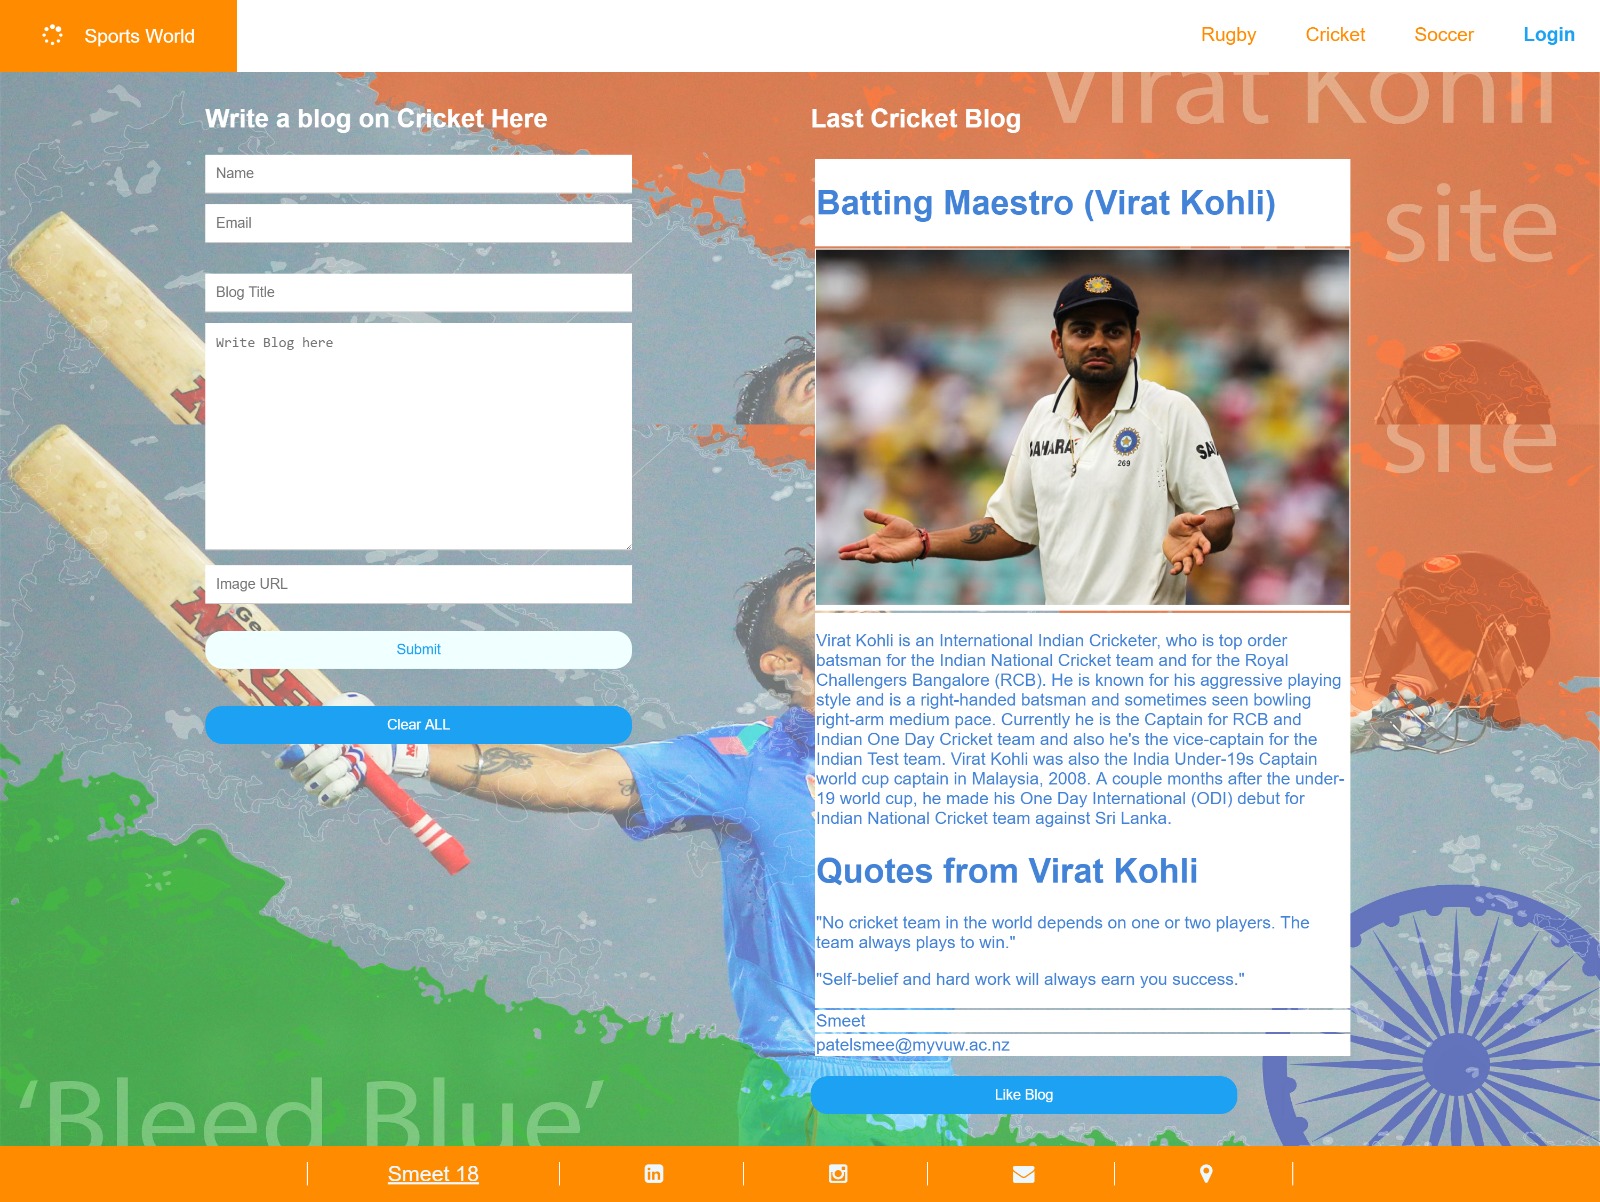 Sports World
Rugby Cricket Soccer Login
Virat Kohli
Write a blog on Cricket Here
Name
Email
Blog Title
Write Blog here
Image URL
Submit
Clear ALL
Last Cricket Blog
Batting Maestro (Virat Kohli)
SAHARA
269
SA
Virat Kohli is an International Indian Cricketer, who is top order
batsman for the Indian National Cricket team and for the Royal
Challengers Bangalore (RCB). He is known for his aggressive playing
style and is a right-handed batsman and sometimes seen bowling
right-arm medium pace. Currently he is the Captain for RCB and
Indian One Day Cricket team and also he's the vice-captain for the
Indian Test team. Virat Kohli was also the India Under-19s Captain
world cup captain in Malaysia, 2008. A couple months after the under-
19 world cup, he made his One Day International (ODI) debut for
Indian National Cricket team against Sri Lanka.
Quotes from Virat Kohli
"No cricket team in the world depends on one or two players. The
team always plays to win."
"Self-belief and hard work will always earn you success."
Smeet
patelsmee@myvuw.ac.nz
Like Blog
site
site
'Bleed Blue'
Smeet 18